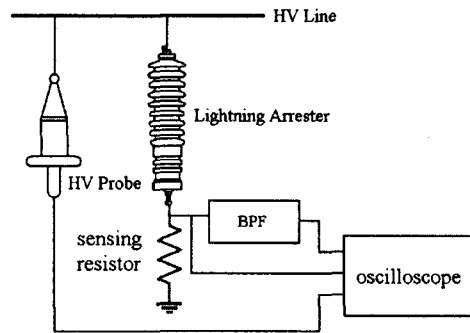 HV Line
Lightning Arrester
HV Probe
BPF
sensing
resistor
oscilloscope